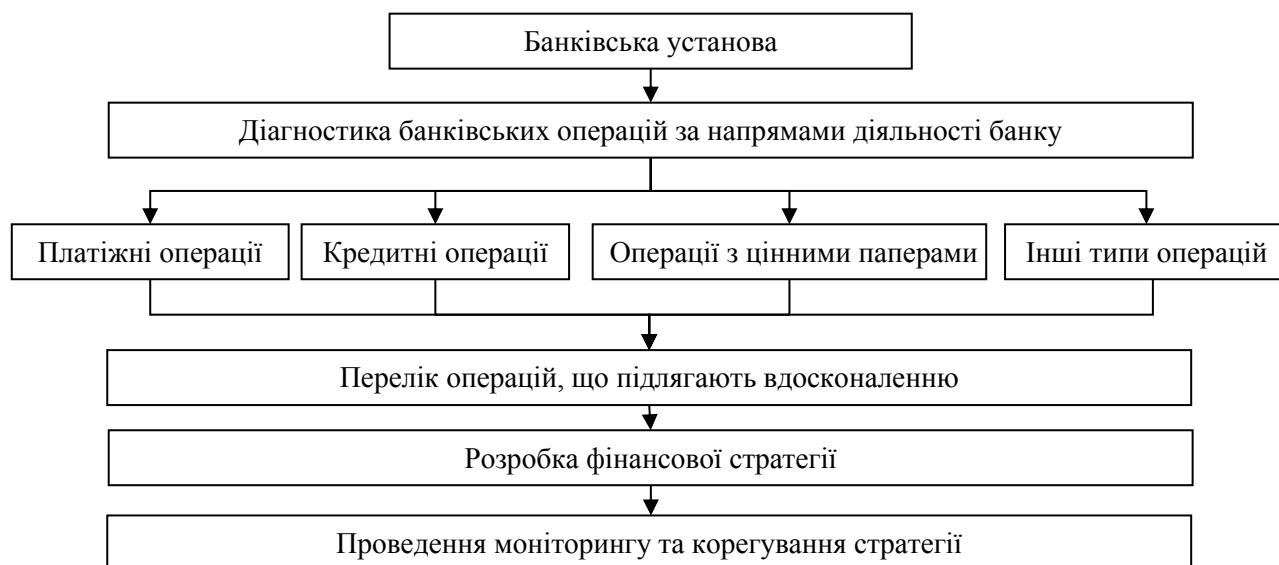 Банківська установа
Діагностика банківських операцій за напрямами діяльності банку
Платіжні операції
Кредитні операції
Операції з цінними паперами
Інші типи операцій
Перелік операцій, що підлягають вдосконаленню
Розробка фінансової стратегії
Проведення моніторингу та корегування стратегії